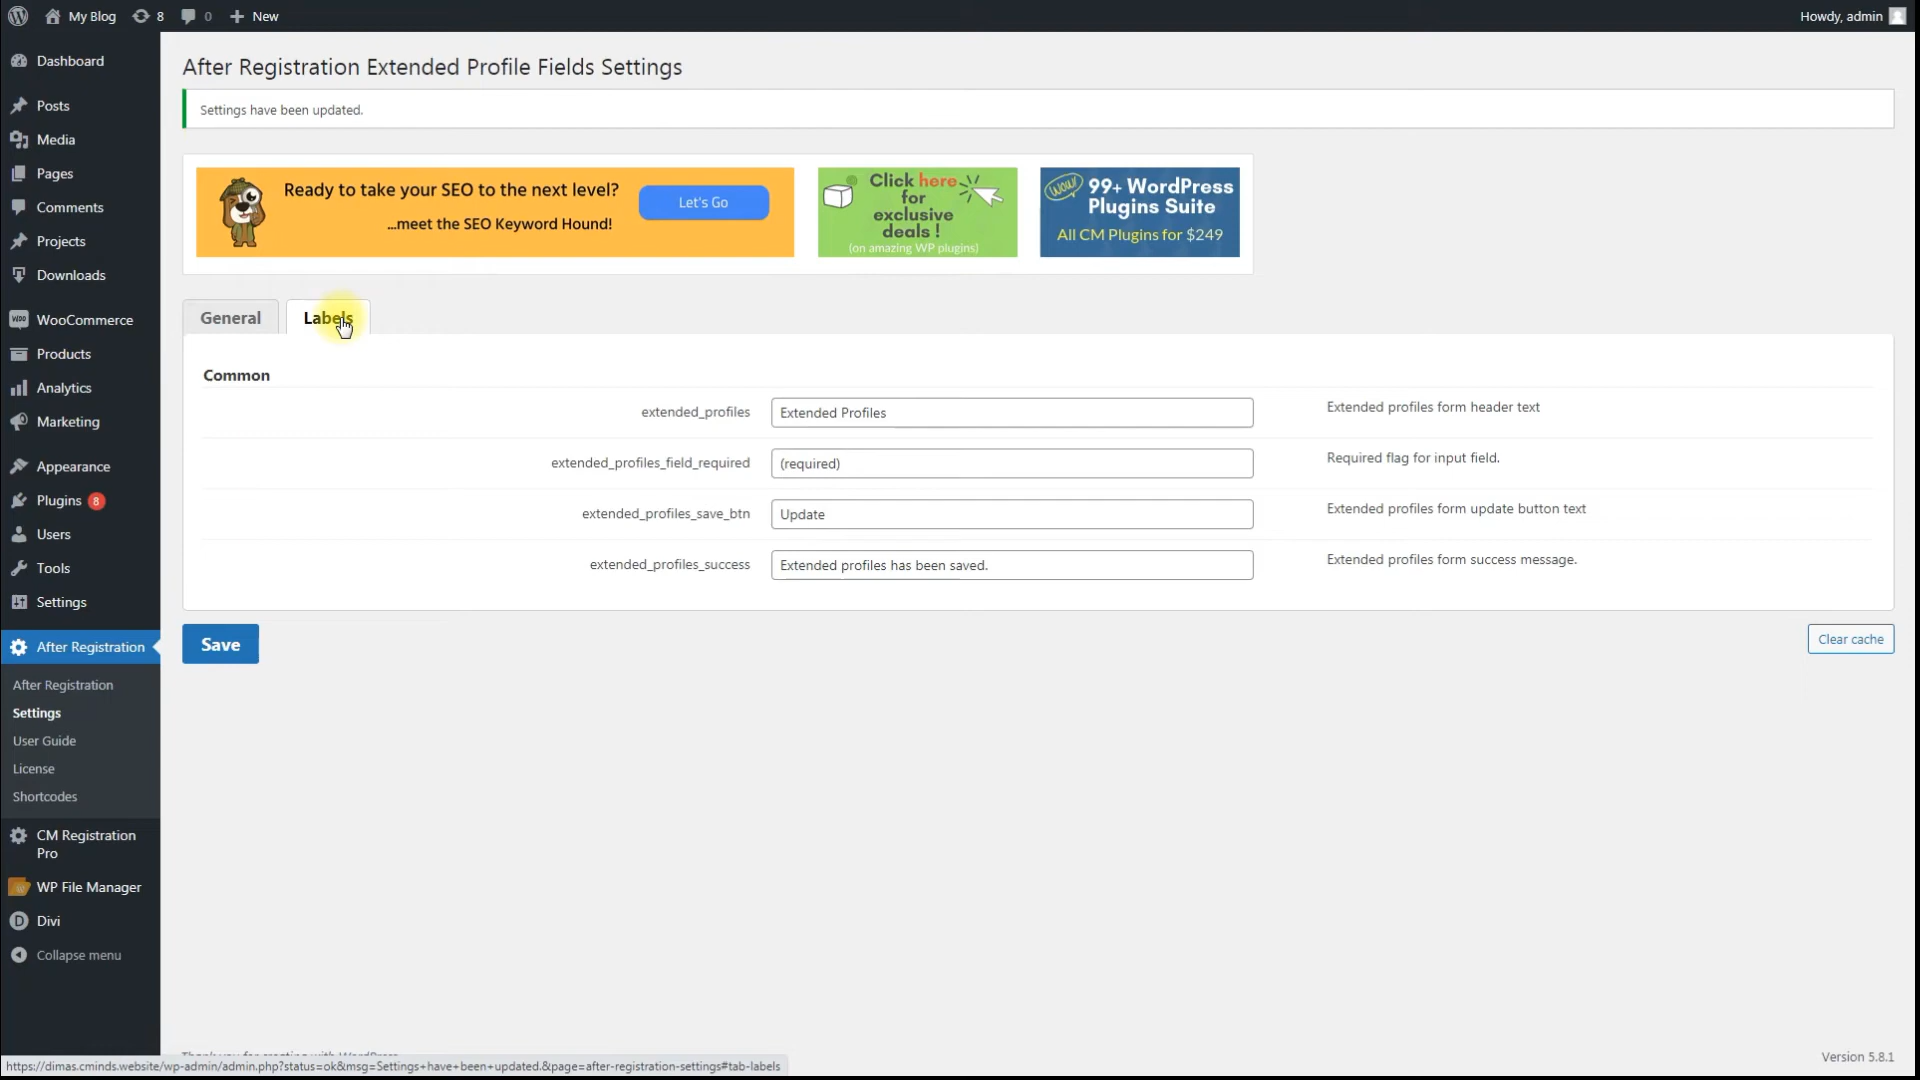 My Blog 8 0 New
Howdy, admin
Dashboard
Posts
Media
Pages
Comments
Projects
Downloads
WooCommerce
Products
Analytics
Marketing
Appearance
Plugins 8
Users
Tools
Settings
After Registration
After Registration
Settings
User Guide
License
Shortcodes
CM Registration
Pro
WP File Manager
Divi
Collapse menu
After Registration Extended Profile Fields Settings
Settings have been updated.
Ready to take your SEO to the next level?
...meet the SEO Keyword Hound!
Let's Go
Click here
for
exclusive
deals !
(on amazing WP plugins)
WOW!
99+ WordPress
Plugins Suite
All CM Plugins for $249
General
Labels
Common
extended_profiles Extended Profiles Extended profiles form header text
extended_profiles_field_required (required) Required flag for input field.
extended_profiles_save_btn Update Extended profiles form update button text
extended_profiles_success Extended profiles has been saved. Extended profiles form success message.
Save
Clear cache
Version 5.8.1
https://dimas.cminds.website/wp-admin/admin.php?status=ok&msg=Settings+have+been+updated.&page=after-registration-settings#tab-labels